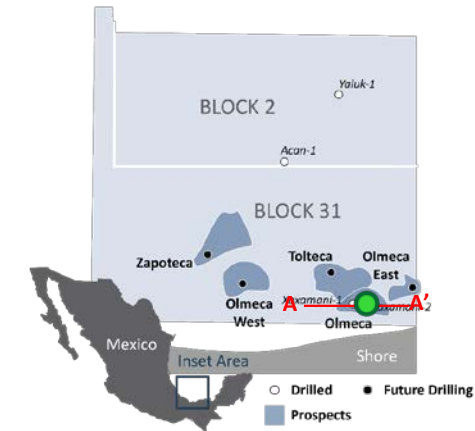 Yaluk-1
BLOCK 2
Acan-1
BLOCK 31
Zapoteca
Tolteca
Olmeca
East
Olmeca
West
A
Xaxamani-1
A'
Olmeca
Mexico
Inset Area
Shore
Drilled
Future Drilling
Prospects